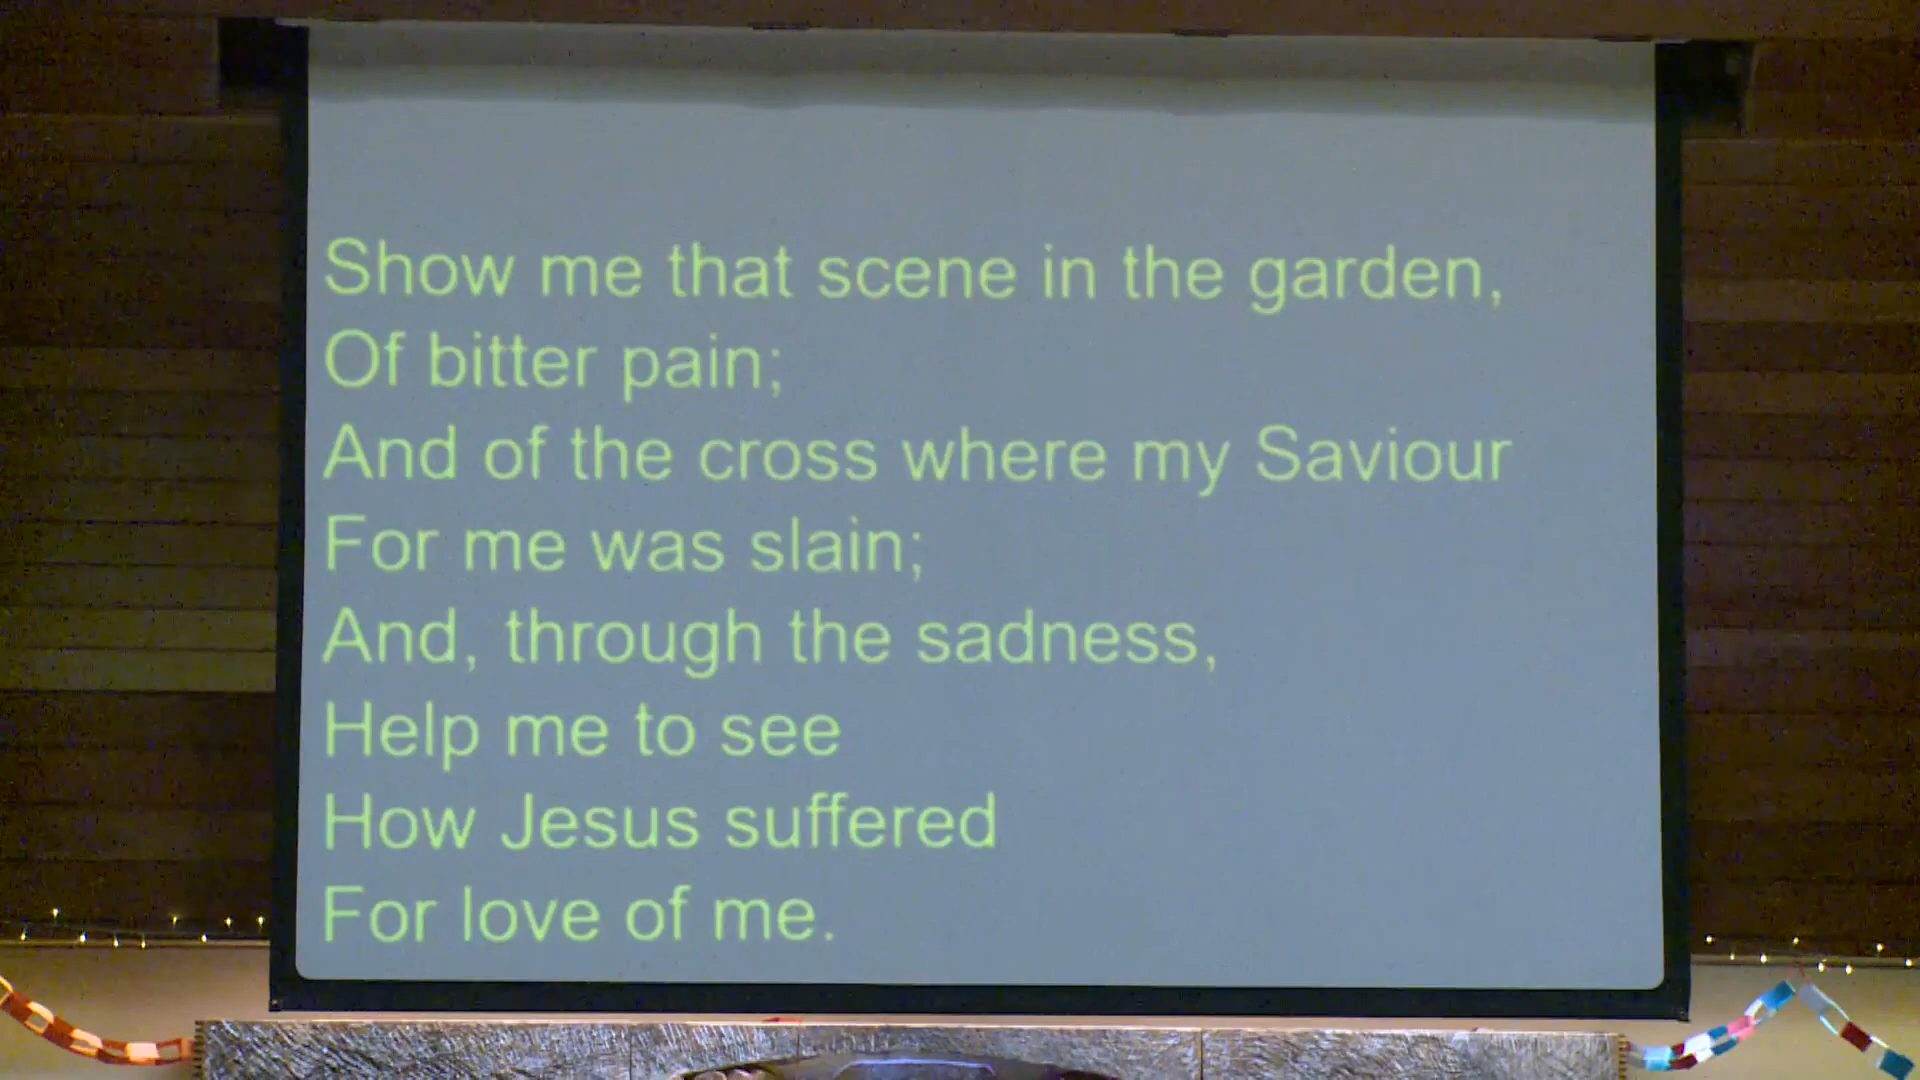 Show me that scene in the garden,
Of bitter pain;
And of the cross where my Saviour
For me was slain;
And, through the sadness,
Help me to see
How Jesus suffered
For love of me.